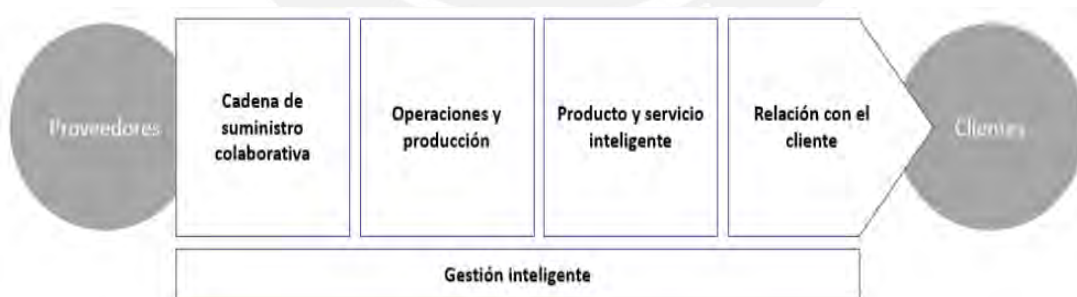 Proveedores
Cadena de
suministro
colaborativa
Operaciones y
producción
Producto y servicio
inteligente
Relación con el
cliente
Clientes
Gestión inteligente